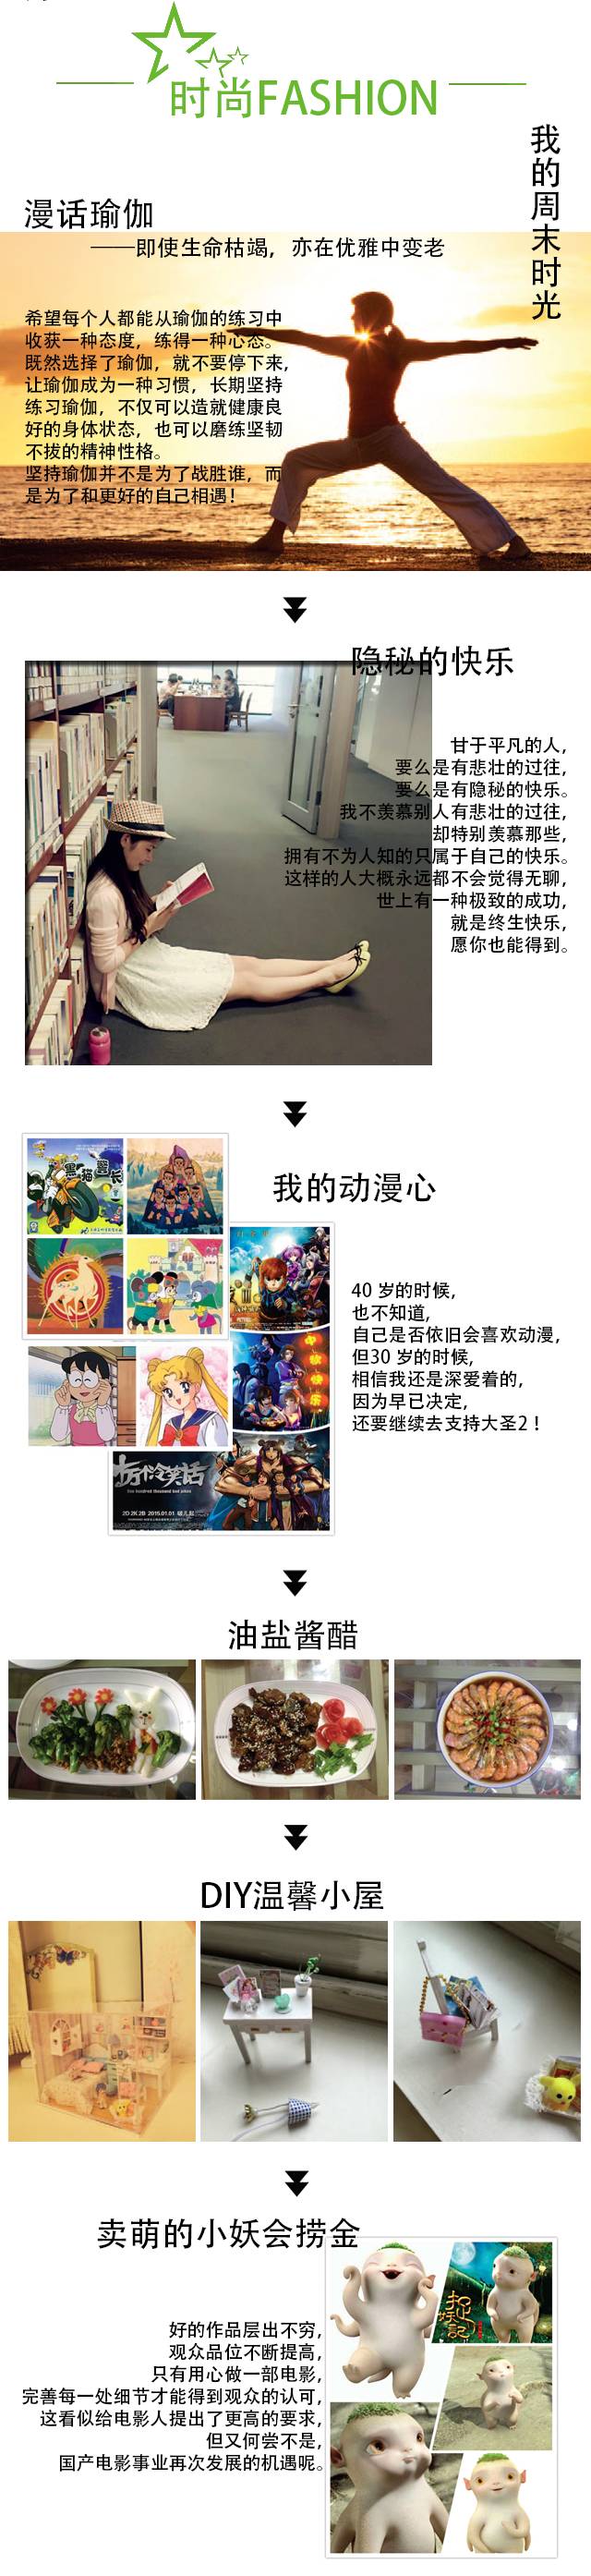 时尚FASHION
我的周末时光
漫话瑜伽
——即使生命枯竭，亦在优雅中变老
希望每个人都能从瑜伽的练习中
收获一种态度，练得一种心态。
既然选择了瑜伽，就不要停下来，
让瑜伽成为一种习惯，长期坚持
练习瑜伽，不仅可以造就健康良
好的身体状态，也可以磨练坚韧
不拔的精神性格。
坚持瑜伽并不是为了战胜谁，而
是为了和更好的自己相遇！
隐秘的快乐
甘于平凡的人，
要么是有悲壮的过往，
要么是有隐秘的快乐。
我不羡慕别人有悲壮的过往，
却特别羡慕那些，
拥有不为人知的只属于自己的快乐。
这样的人大概永远都不会觉得无聊，
世上有一种极致的成功，
就是终生快乐，
愿你也能得到。
我的动漫心
黑猫警长
中秋快乐
十万个冷笑话
One hundred thousand bad jokes
2D·2K·2B 2015.01.01
40 岁的时候，
也不知道，
自己是否依旧会喜欢动漫，
但30 岁的时候，
相信我还是深爱着的，
因为早已决定，
还要继续去支持大圣2！
油盐酱醋
DIY温馨小屋
卖萌的小妖会捞金
捉妖記
好的作品层出不穷，
观众品位不断提高，
只有用心做一部电影，
完善每一处细节才能得到观众的认可，
这看似给电影人提出了更高的要求，
但又何尝不是，
国产电影事业再次发展的机遇呢。